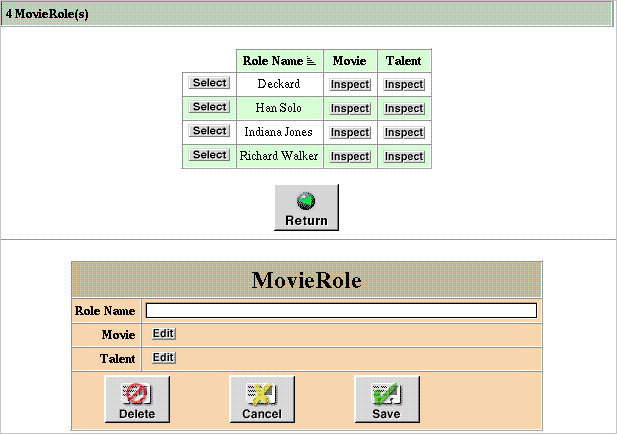 4 MovieRole(s)
Role Name Movie Talent
Select Deckard Inspect Inspect
Select Han Solo Inspect Inspect
Select Indiana Jones Inspect Inspect
Select Richard Walker Inspect Inspect
Return
MovieRole
Role Name
Movie Edit
Talent Edit
Delete Cancel Save